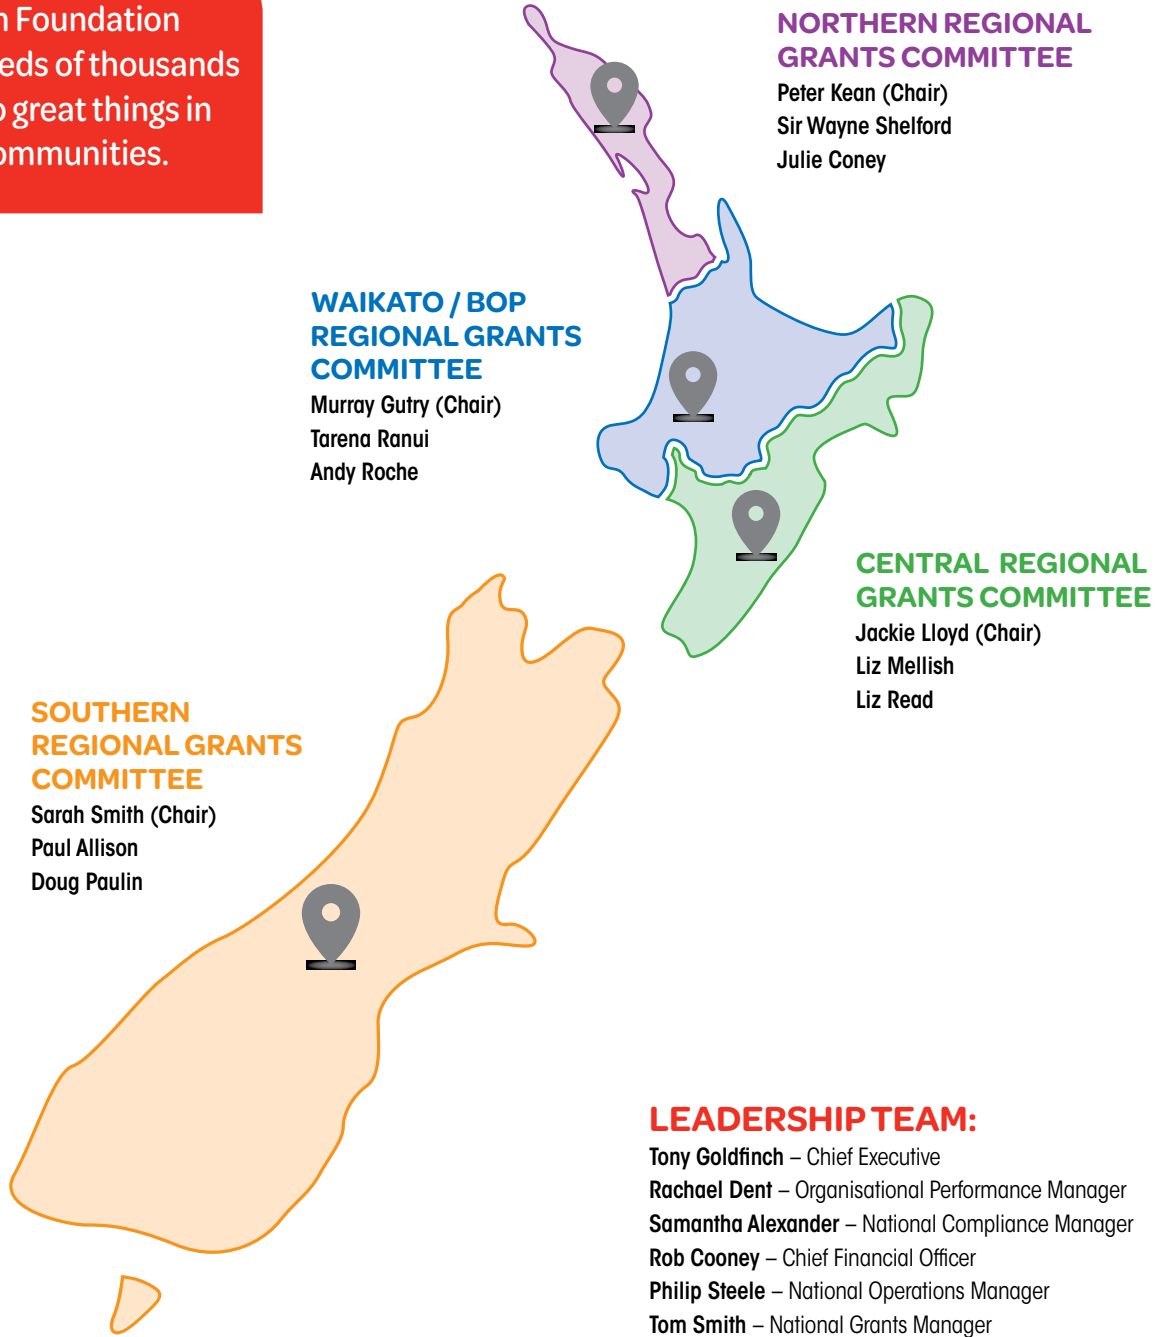 Foundation
of thousands
great things in
NORTHERN REGIONAL
GRANTS COMMITTEE
Peter Kean (Chair)
Sir Wayne Shelford
Julie Coney
WAIKATO / BOP
REGIONAL GRANTS
COMMITTEE
Murray Gutry (Chair)
Tarena Ranui
Andy Roche
CENTRAL REGIONAL
GRANTS COMMITTEE
Jackie Lloyd (Chair)
Liz Mellish
Liz Read
SOUTHERN
REGIONAL GRANTS
COMMITTEE
Sarah Smith (Chair)
Paul Allison
Doug Paulin
LEADERSHIP TEAM:
Tony Goldfinch – Chief Executive
Rachael Dent – Organisational Performance Manager
Samantha Alexander – National Compliance Manager
Rob Cooney – Chief Financial Officer
Philip Steele – National Operations Manager
Tom Smith – National Grants Manager